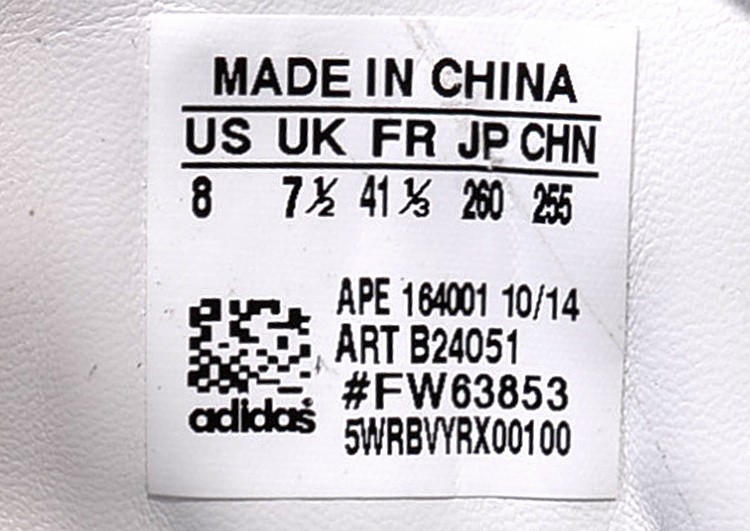 MADE IN CHINA
US UK FR JP CHN
8 7½ 41⅓ 260 255
APE 164001 10/14
ART B24051
#FW63853
adidas
5WRBVYRX00100